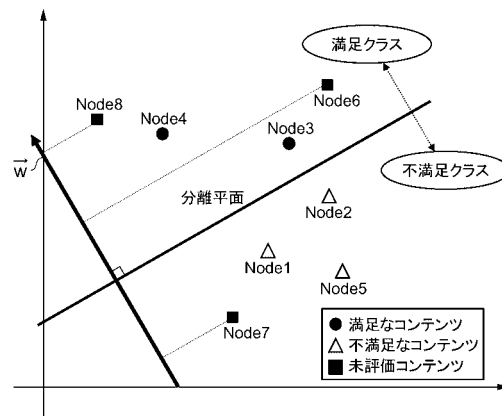 満足クラス
Node8
Node4
Node6
Node3
不満足クラス
w
分離平面
Node2
Node1
Node5
Node7
満足なコンテンツ
不満足なコンテンツ
未評価コンテンツ